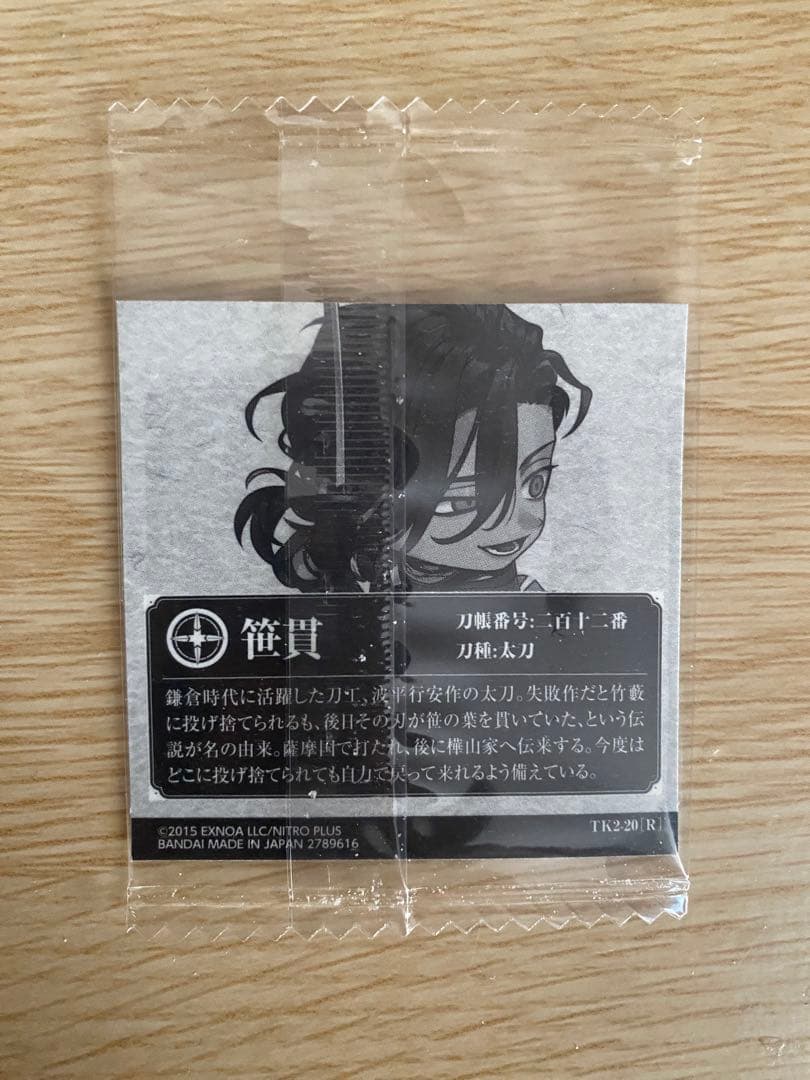 笹貫
刀帳番号:二百十二番
刀種:太刀
鎌倉時代に活躍した刀工、波平行安作の太刀。失敗作だと竹藪
に投げ捨てられるも、後日その刃が笹の葉を貫いていた、という伝
説が名の由来。薩摩国で打たれ、後に樺山家へ伝来する。今度は
どこに投げ捨てられても自力で戻って来れるよう備えている。
©2015 EXNOA LLC/NITRO PLUS
BANDAI MADE IN JAPAN 2789616
TK2-20[R]